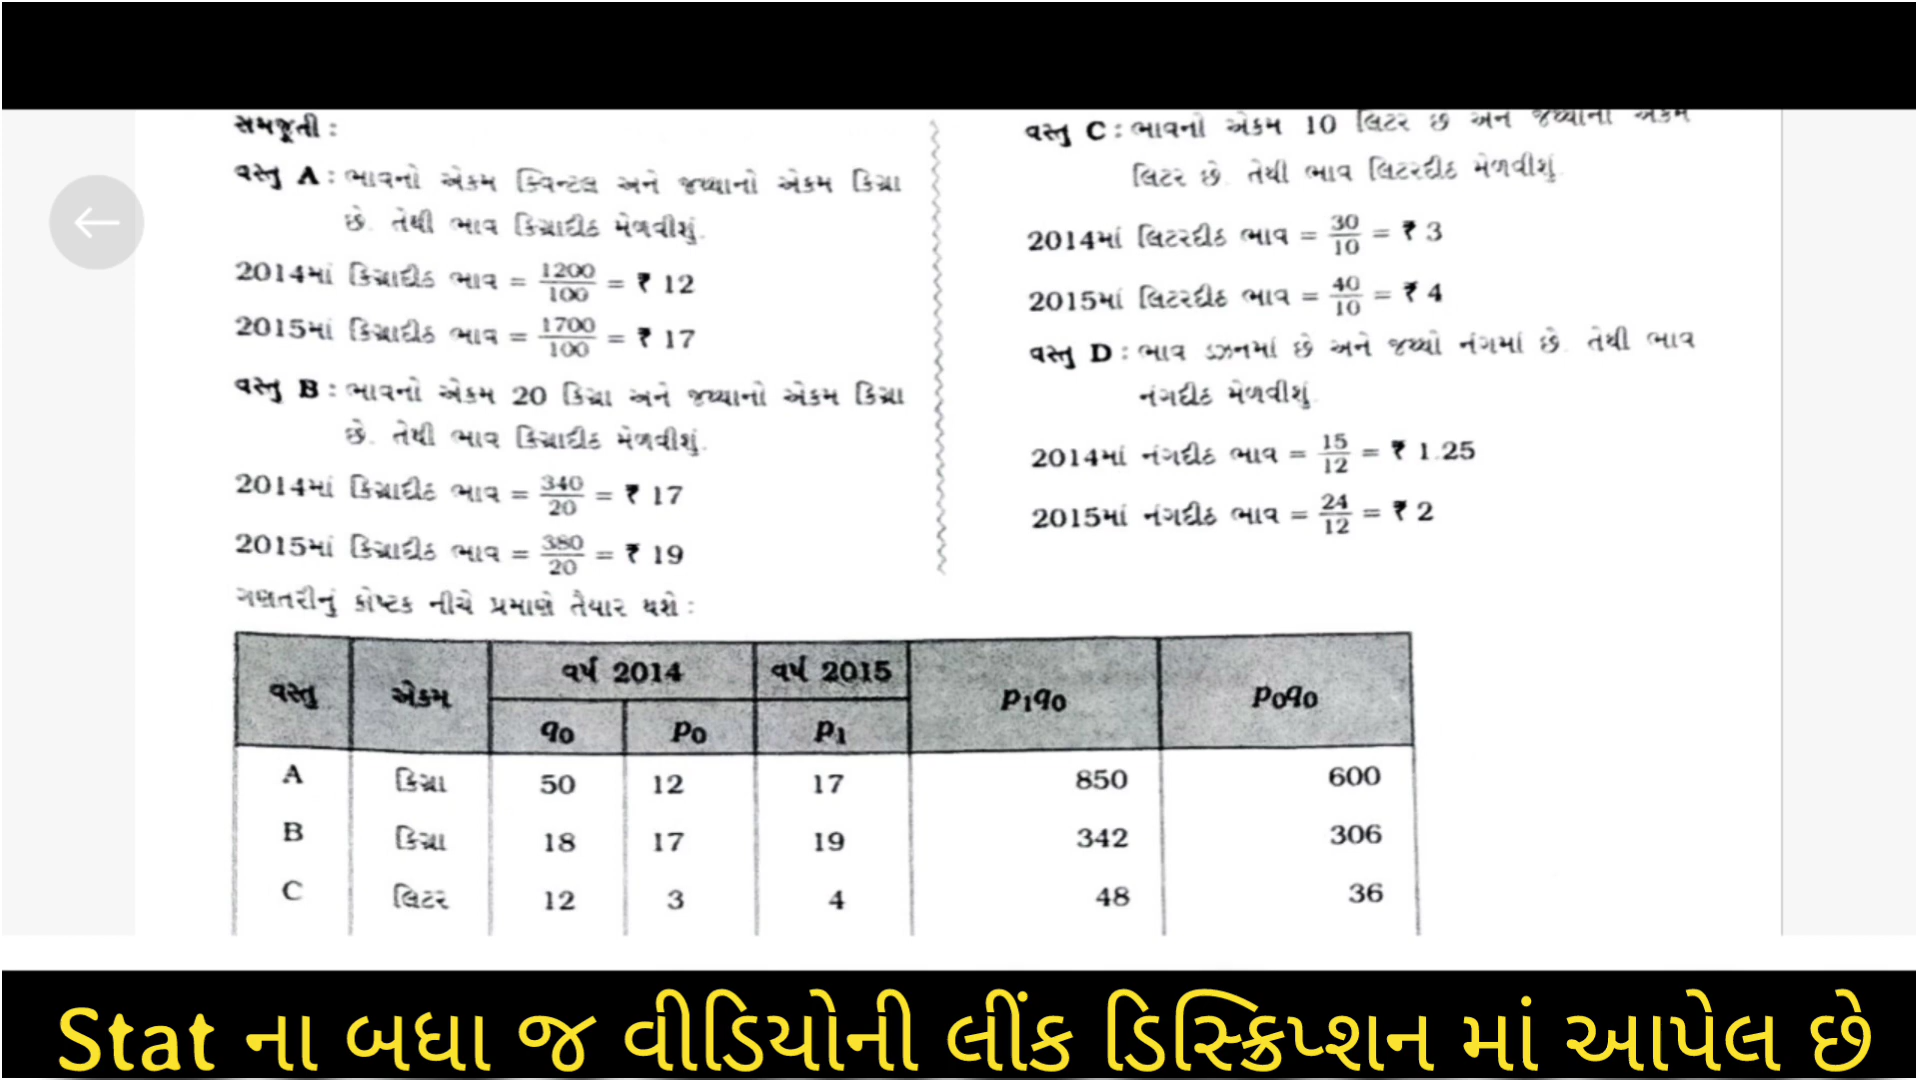 સમજૂતી :
વસ્તુ A : ભાવનો એકમ ક્વિન્ટલ અને જથ્થાનો એકમ કિગ્રા
છે. તેથી ભાવ કિગ્રાદીઠ મેળવીશું.
2014માં કિગ્રાદીઠ ભાવ = 1200/100 = ₹ 12
2015માં કિગ્રાદીઠ ભાવ = 1700/100 = ₹ 17
વસ્તુ B : ભાવનો એકમ 20 કિગ્રા અને જથ્થાનો એકમ કિગ્રા
છે. તેથી ભાવ કિગ્રાદીઠ મેળવીશું.
2014માં કિગ્રાદીઠ ભાવ = 340/20 = ₹ 17
2015માં કિગ્રાદીઠ ભાવ = 380/20 = ₹ 19
વસ્તુ C : ભાવનો એકમ 10 લિટર છે અને જથ્થાનો એકમ
લિટર છે. તેથી ભાવ લિટરદીઠ મેળવીશું.
2014માં લિટરદીઠ ભાવ = 30/10 = ₹ 3
2015માં લિટરદીઠ ભાવ = 40/10 = ₹ 4
વસ્તુ D : ભાવ ડઝનમાં છે અને જથ્થો નંગમાં છે. તેથી ભાવ
નંગદીઠ મેળવીશું.
2014માં નંગદીઠ ભાવ = 15/12 = ₹ 1.25
2015માં નંગદીઠ ભાવ = 24/12 = ₹ 2
ગણતરીનું કોષ્ટક નીચે પ્રમાણે તૈયાર થશે :
વસ્તુ એકમ વર્ષ 2014 વર્ષ 2015 p1q0 p0q0
q0 p0 p1
A કિગ્રા 50 12 17 850 600
B કિગ્રા 18 17 19 342 306
C લિટર 12 3 4 48 36
Stat ના બધા જ વીડિયોની લીંક ડિસ્ક્રિપ્શન માં આપેલ છે